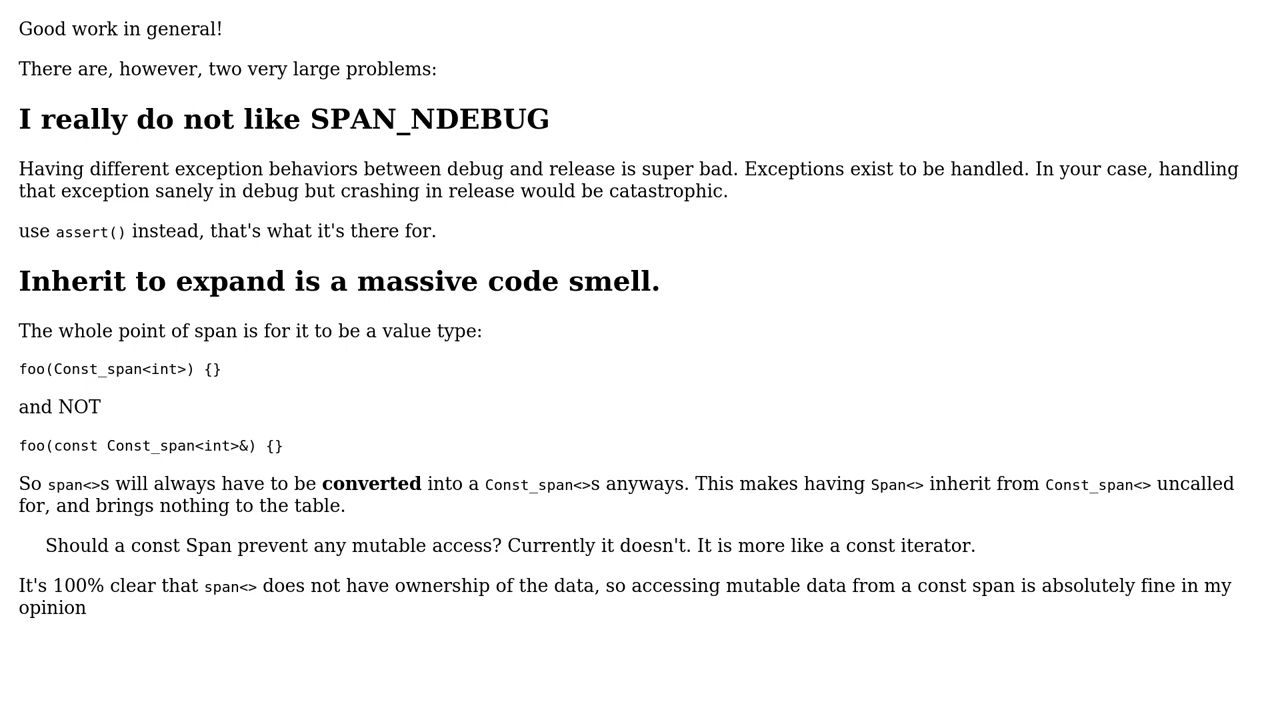 Good work in general!
There are, however, two very large problems:
I really do not like SPAN_NDEBUG
Having different exception behaviors between debug and release is super bad. Exceptions exist to be handled. In your case, handling
that exception sanely in debug but crashing in release would be catastrophic.
use assert() instead, that's what it's there for.
Inherit to expand is a massive code smell.
The whole point of span is for it to be a value type:
foo(Const_span<int>) {}
and NOT
foo(const Const_span<int>&) {}
So span<>s will always have to be converted into a Const_span<>s anyways. This makes having Span<> inherit from Const_span<> uncalled
for, and brings nothing to the table.
Should a const Span prevent any mutable access? Currently it doesn't. It is more like a const iterator.
It's 100% clear that span<> does not have ownership of the data, so accessing mutable data from a const span is absolutely fine in my
opinion